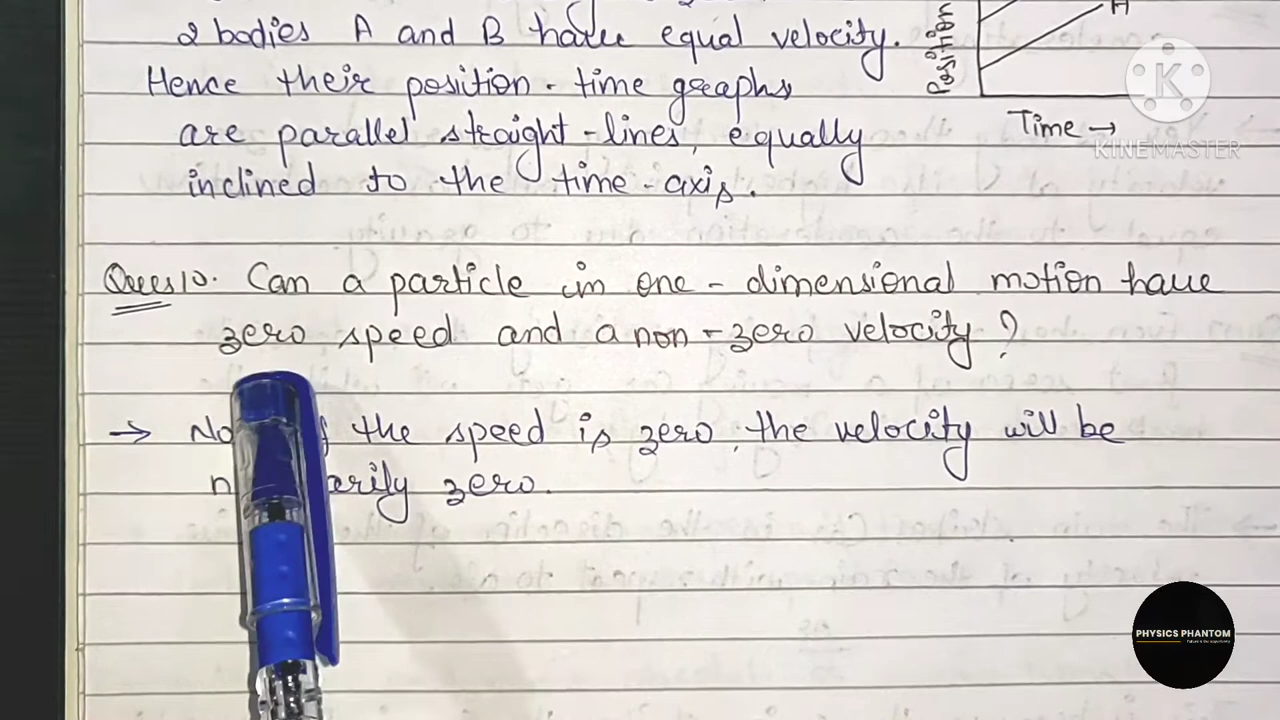 2 bodies A and B have equal velocity.
Hence their position - time graphs
are parallel straight-lines, equally
inclined to the time-axis.
Position
A
Time →
KINEMASTER
Ques10. Can a particle in one - dimensional motion have
zero speed and a non - zero velocity?
→ No the speed is zero, the velocity will be
zero.
PHYSICS PHANTOM